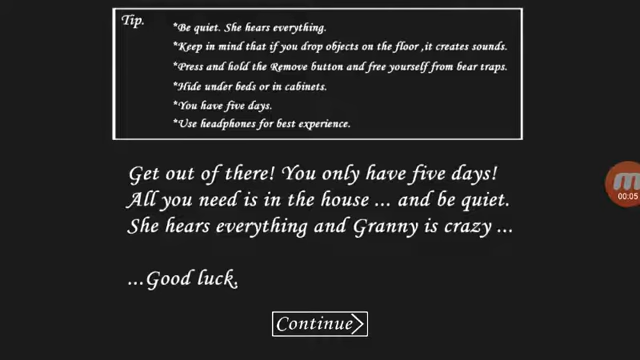 Tip.
*Be quiet. She hears everything.
*Keep in mind that if you drop objects on the floor ,it creates sounds.
*Press and hold the Remove button and free yourself from bear traps.
*Hide under beds or in cabinets.
*You have five days.
*Use headphones for best experience.
Get out of there! You only have five days!
All you need is in the house ... and be quiet.
She hears everything and Granny is crazy ...
...Good luck.
Continue
00:05